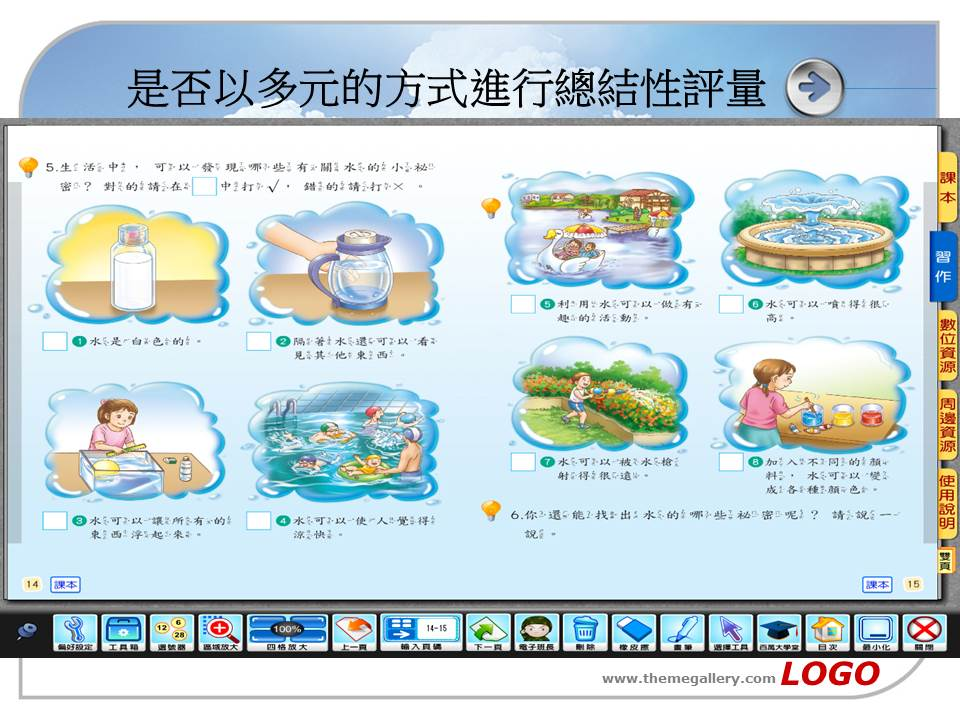 是否以多元的方式進行總結性評量
5.生活中，可以發現哪些有關水的小祕
密？對的請在□中打✓，錯的請打×。
1 水是白色的。
2 隔著水還可以看
見其他東西。
3 水可以讓所有的
東西浮起來。
4 水可以使人覺得
涼快。
5 利用水可以做有
趣的活動。
6 水可以噴得很
高。
7 水可以被水槍
射得很遠。
8 加入不同的顏
料，水可以變
成各種顏色。
6.你還能找出水的哪些祕密呢？請說一
說。
14 課本
課本 15
課本
習作
數位資源
周邊資源
使用說明
雙頁
12 6 28
100%
14-15
偏好設定 工具箱 選號器 區域放大 四格放大 上一頁 輸入頁碼 下一頁 電子班長 刪除 橡皮擦 畫筆 選擇工具 百萬大學堂 目次 最小化 關閉
www.themegallery.com LOGO